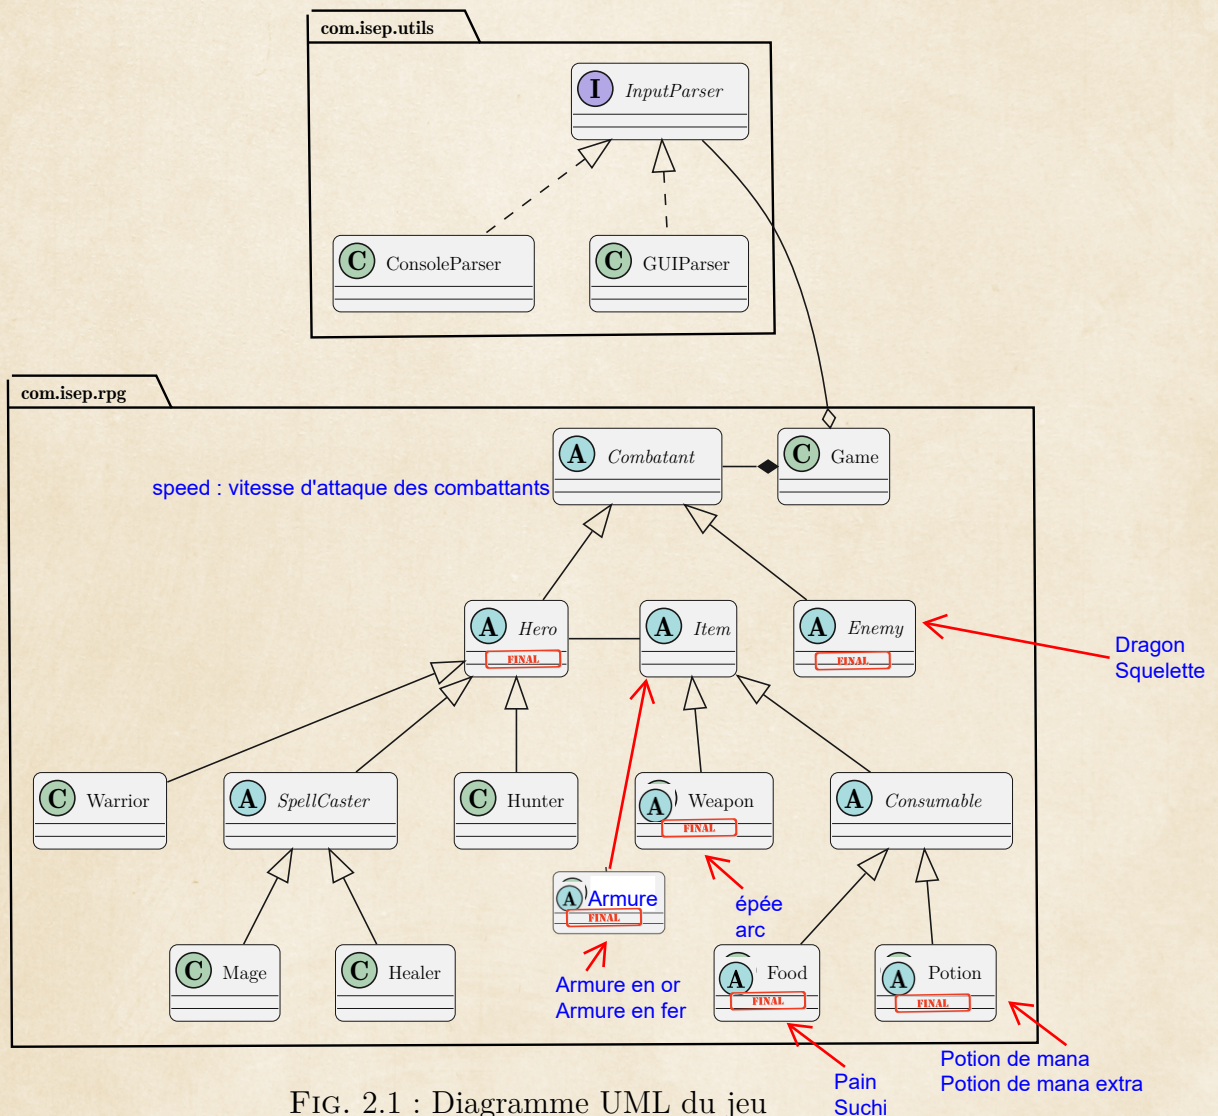 com.isep.utils
I InputParser
C ConsoleParser
C GUIParser
com.isep.rpg
A Combatant
C Game
speed : vitesse d'attaque des combattants
A Hero
FINAL
A Item
A Enemy
FINAL
Dragon
Squelette
C Warrior
A SpellCaster
C Hunter
A Weapon
FINAL
A Consumable
A Armure
FINAL
épée
arc
C Mage
C Healer
A Food
FINAL
A Potion
FINAL
Armure en or
Armure en fer
Potion de mana
Potion de mana extra
Pain
Suchi
FIG. 2.1 : Diagramme UML du jeu